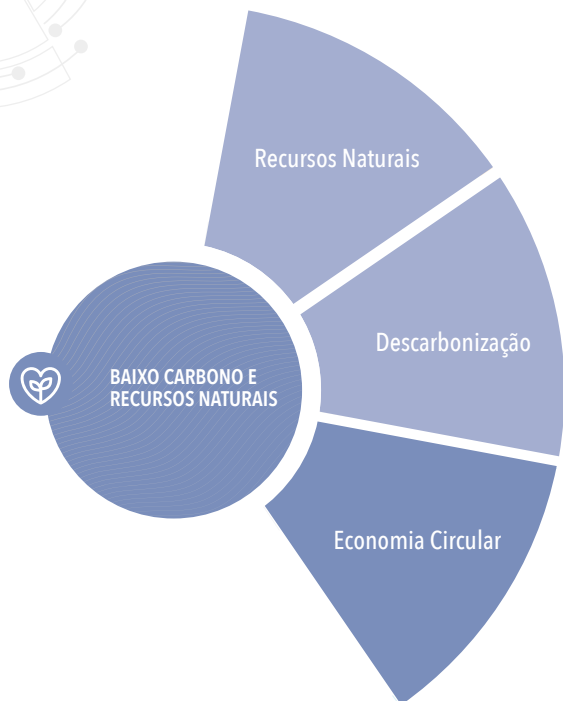 Recursos Naturais
Descarbonização
BAIXO CARBONO E
RECURSOS NATURAIS
Economia Circular